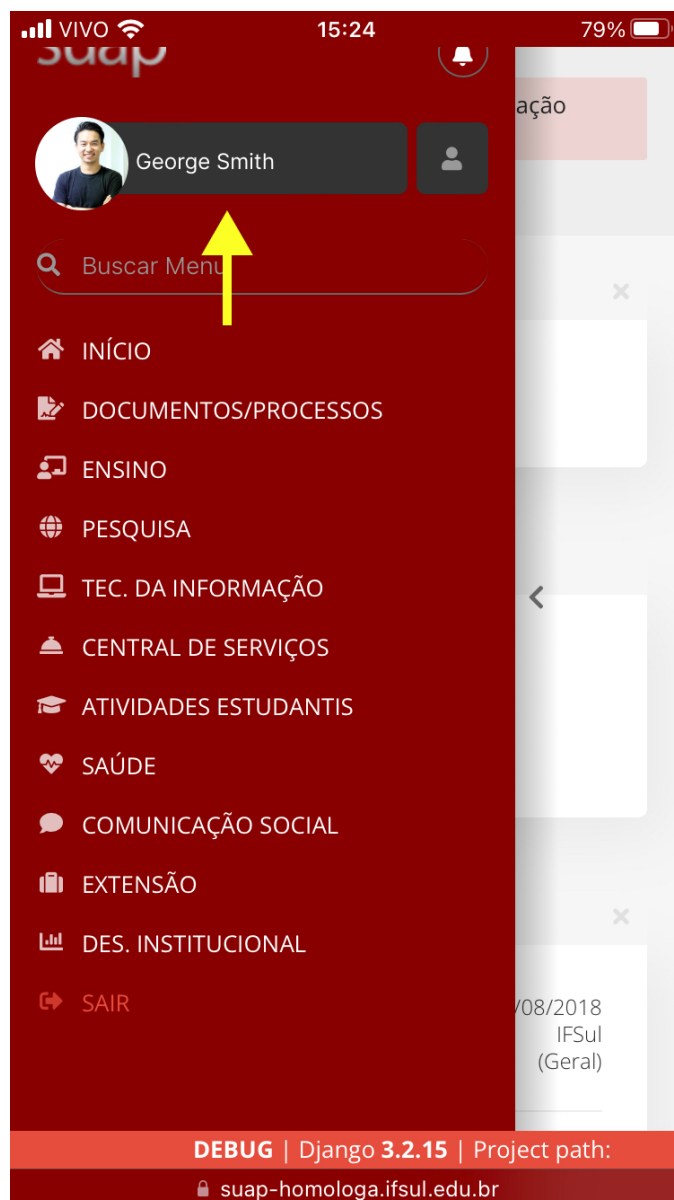 VIVO 15:24 79%
suap
ação
George Smith
Buscar Menu
INÍCIO
DOCUMENTOS/PROCESSOS
ENSINO
PESQUISA
TEC. DA INFORMAÇÃO
CENTRAL DE SERVIÇOS
ATIVIDADES ESTUDANTIS
SAÚDE
COMUNICAÇÃO SOCIAL
EXTENSÃO
DES. INSTITUCIONAL
SAIR
/08/2018
IFSul
(Geral)
DEBUG | Django 3.2.15 | Project path:
suap-homologa.ifsul.edu.br